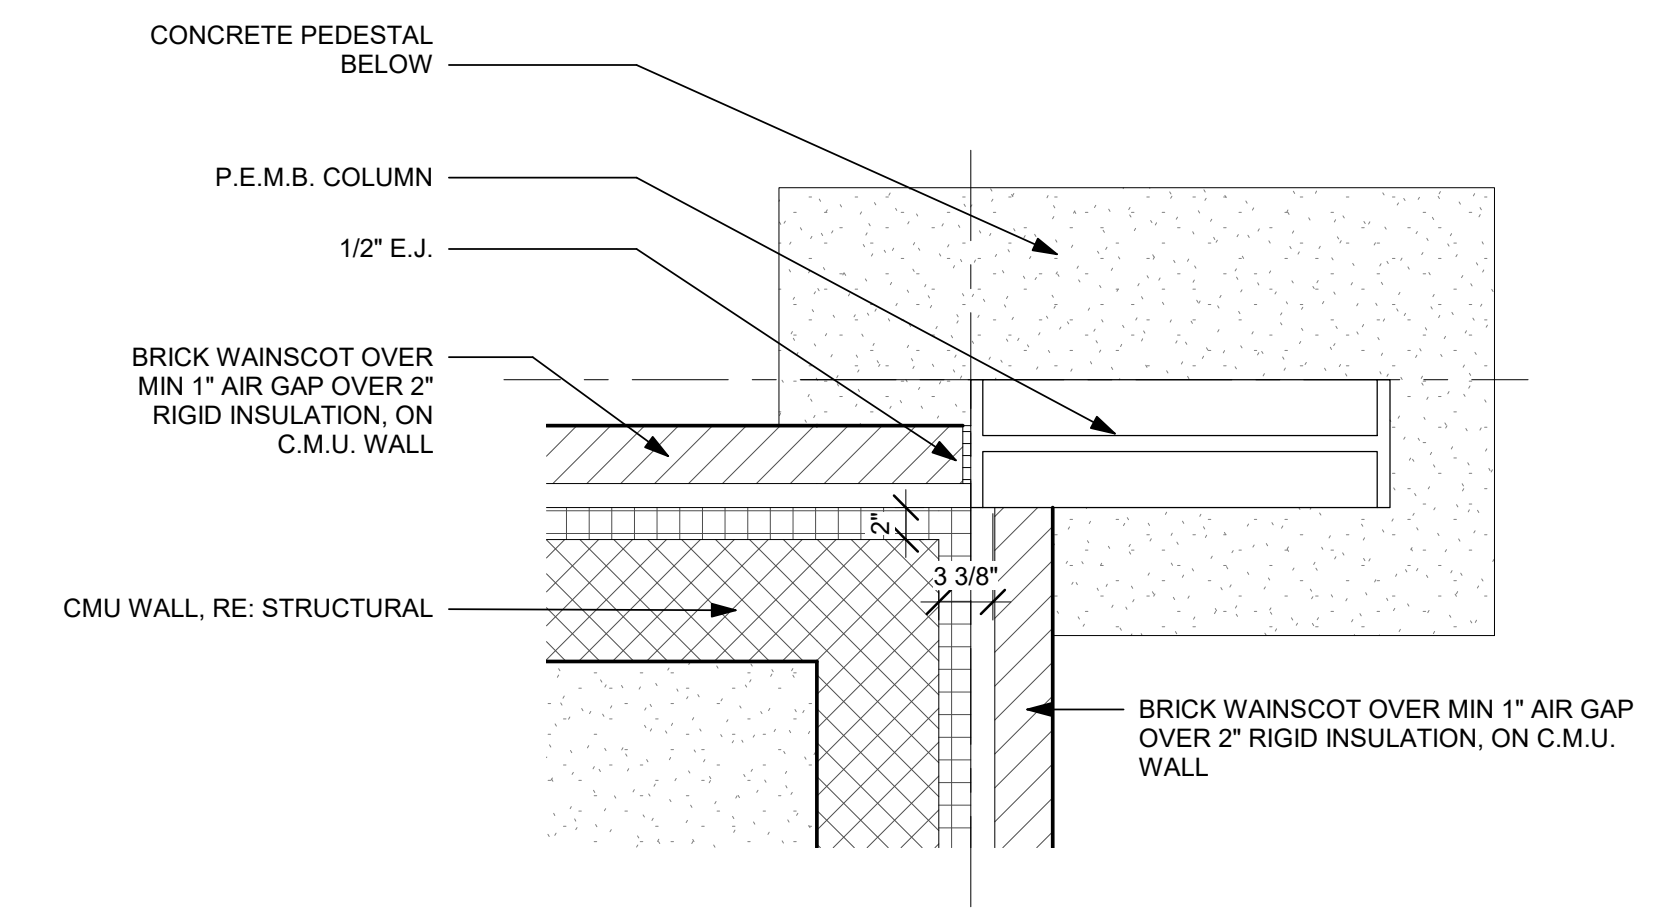 CONCRETE PEDESTAL
BELOW
P.E.M.B. COLUMN
1/2" E.J.
BRICK WAINSCOT OVER
MIN 1" AIR GAP OVER 2"
RIGID INSULATION, ON
C.M.U. WALL
2"
3 3/8"
CMU WALL, RE: STRUCTURAL
BRICK WAINSCOT OVER MIN 1" AIR GAP
OVER 2" RIGID INSULATION, ON C.M.U.
WALL